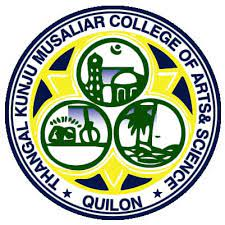 THANGAL KUNJU MUSALIAR COLLEGE OF ARTS& SCIENCE
QUILON